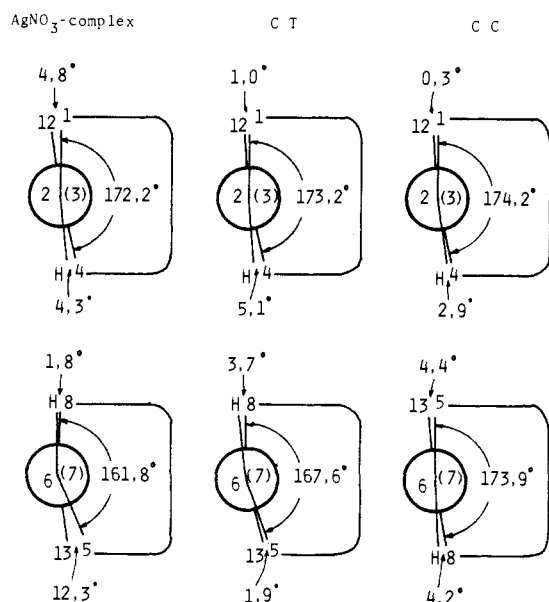 AgNO3-complex CT CC
4,8° 1,0° 0,3°
12 1 12 1 12 1
2 (3) 172,2° 2 (3) 173,2° 2 (3) 174,2°
H 4 H 4 H 4
4,3° 5,1° 2,9°
1,8° 3,7° 4,4°
H 8 H 8 13 5
6 (7) 161,8° 6 (7) 167,6° 6 (7) 173,9°
13 5 13 5 H 8
12,3° 1,9° 4,2°